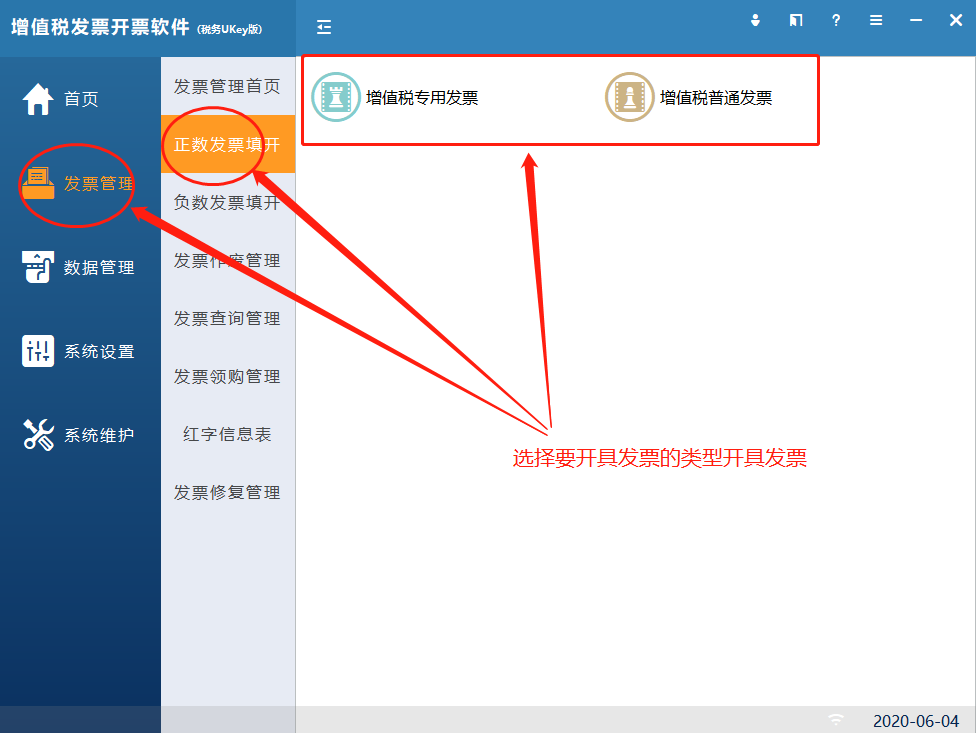 增值税发票开票软件 (税务UKey版)
?
首页
发票管理
数据管理
系统设置
系统维护
发票管理首页
正数发票填开
负数发票填开
发票作废管理
发票查询管理
发票领购管理
红字信息表
发票修复管理
增值税专用发票
增值税普通发票
选择要开具发票的类型开具发票
2020-06-04